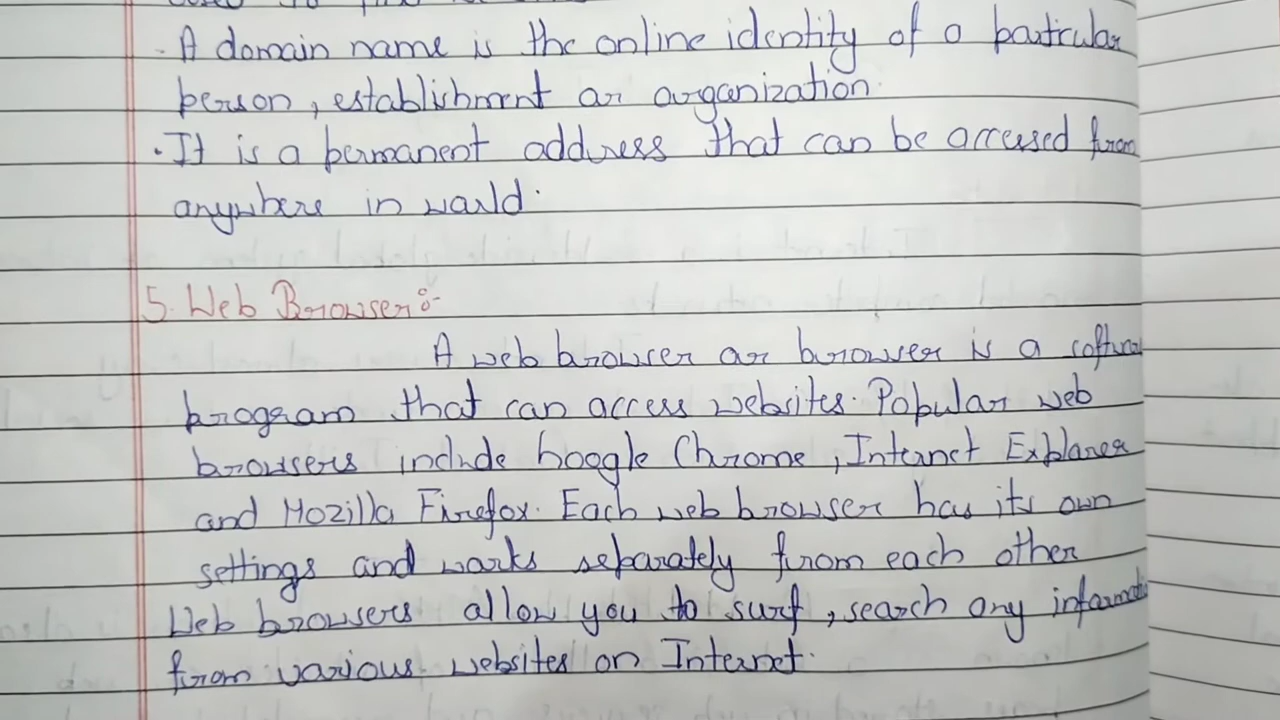 · A domain name is the online identity of a particular
person, establishment or organization.
· It is a permanent address that can be accessed from
anywhere in world.
5. Web Browser:-
A web browser or browser is a software
program that can access websites. Popular web
browsers include Google Chrome, Internet Explorer
and Mozilla Firefox. Each web browser has its own
settings and works separately from each other
Web browsers allow you to surf, search any
from various websites on Internet.